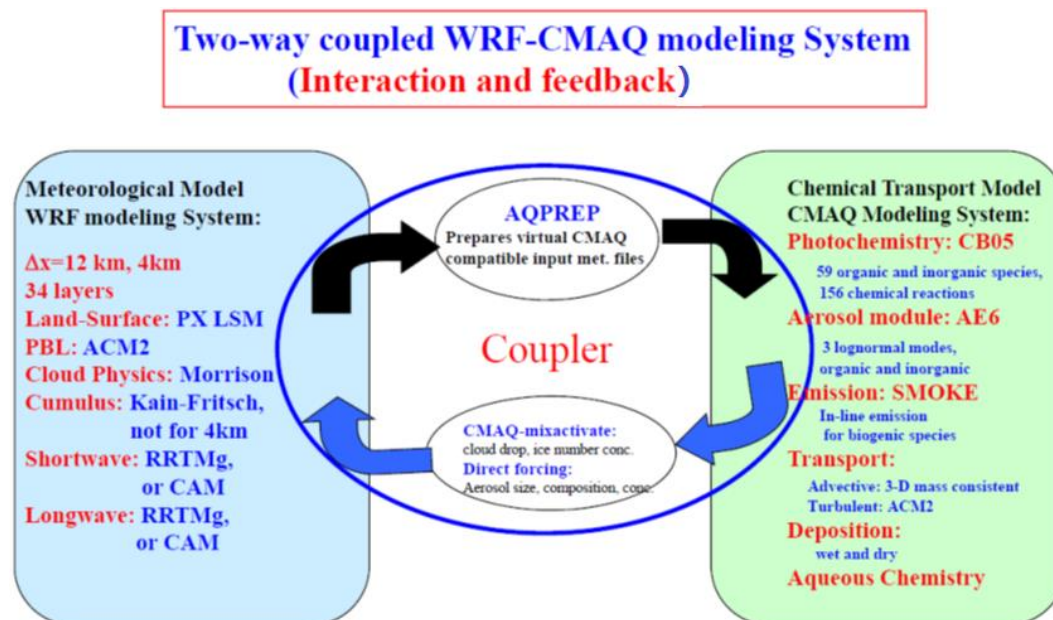 Two-way coupled WRF-CMAQ modeling System
(Interaction and feedback)
Meteorological Model
WRF modeling System:
Δx=12 km, 4km
34 layers
Land-Surface: PX LSM
PBL: ACM2
Cloud Physics: Morrison
Cumulus: Kain-Fritsch,
not for 4km
Shortwave: RRTMg,
or CAM
Longwave: RRTMg,
or CAM
AQPREP
Prepares virtual CMAQ
compatible input met. files
Coupler
CMAQ-mixactivate:
cloud drop, ice number conc.
Direct forcing:
Aerosol size, composition, conc.
Chemical Transport Model
CMAQ Modeling System:
Photochemistry: CB05
59 organic and inorganic species,
156 chemical reactions
Aerosol module: AE6
3 lognormal modes,
organic and inorganic
Emission: SMOKE
In-line emission
for biogenic species
Transport:
Advective: 3-D mass consistent
Turbulent: ACM2
Deposition:
wet and dry
Aqueous Chemistry